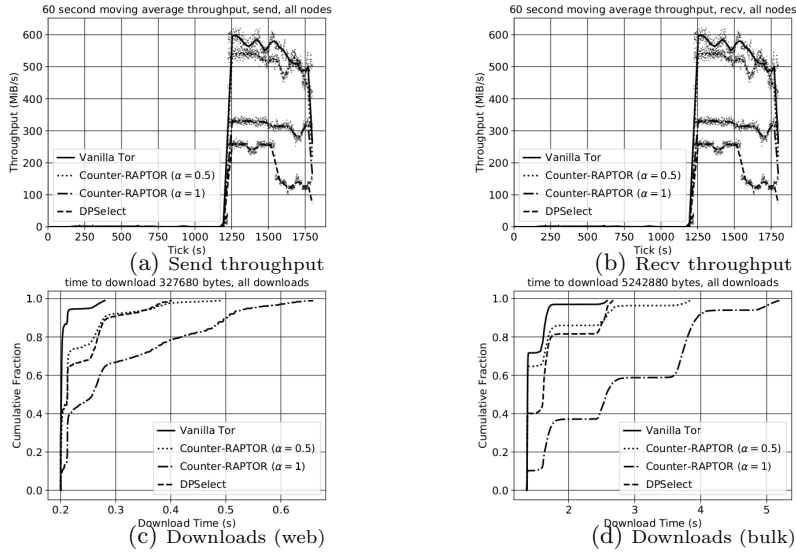 60 second moving average throughput, send, all nodes
Throughput (MiB/s)
600
500
400
300
200
100
0
Vanilla Tor
Counter-RAPTOR (α = 0.5)
Counter-RAPTOR (α = 1)
DPSelect
0 250 500 750 1000 1250 1500 1750
Tick (s)
(a) Send throughput
60 second moving average throughput, recv, all nodes
Throughput (MiB/s)
600
500
400
300
200
100
0
Vanilla Tor
Counter-RAPTOR (α = 0.5)
Counter-RAPTOR (α = 1)
DPSelect
0 250 500 750 1000 1250 1500 1750
Tick (s)
(b) Recv throughput
time to download 327680 bytes, all downloads
Cumulative Fraction
1.0
0.8
0.6
0.4
0.2
0.0
Vanilla Tor
Counter-RAPTOR (α = 0.5)
Counter-RAPTOR (α = 1)
DPSelect
0.2 0.3 0.4 0.5 0.6
Download Time (s)
(c) Downloads (web)
time to download 5242880 bytes, all downloads
Cumulative Fraction
1.0
0.8
0.6
0.4
0.2
0.0
Vanilla Tor
Counter-RAPTOR (α = 0.5)
Counter-RAPTOR (α = 1)
DPSelect
2 3 4 5
Download Time (s)
(d) Downloads (bulk)